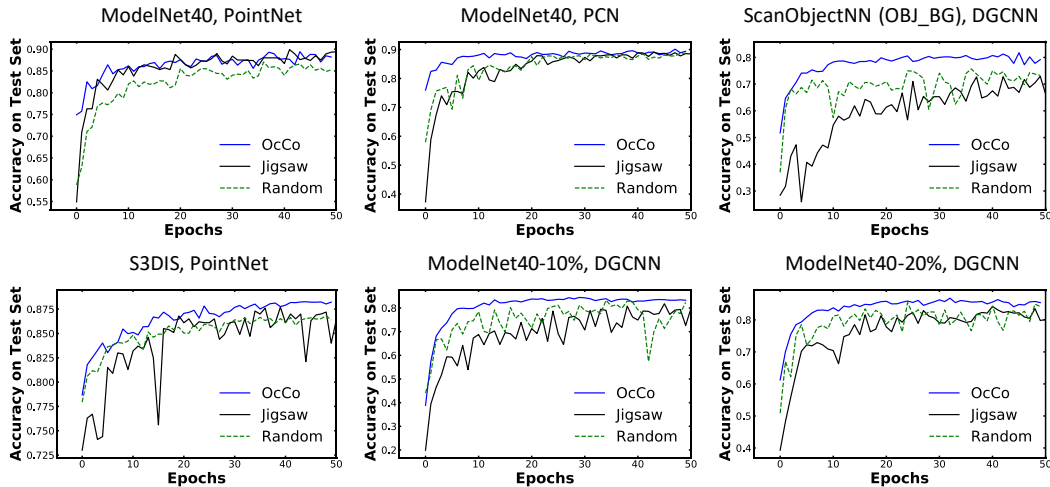 ModelNet40, PointNet
Accuracy on Test Set
0.90
0.85
0.80
0.75
0.70
0.65
0.60
0.55
OcCo
Jigsaw
Random
0 10 20 30 40 50
Epochs
ModelNet40, PCN
Accuracy on Test Set
0.9
0.8
0.7
0.6
0.5
0.4
OcCo
Jigsaw
Random
0 10 20 30 40 50
Epochs
ScanObjectNN (OBJ_BG), DGCNN
Accuracy on Test Set
0.8
0.7
0.6
0.5
0.4
0.3
OcCo
Jigsaw
Random
0 10 20 30 40 50
Epochs
S3DIS, PointNet
Accuracy on Test Set
0.875
0.850
0.825
0.800
0.775
0.750
0.725
OcCo
Jigsaw
Random
0 10 20 30 40 50
Epochs
ModelNet40-10%, DGCNN
Accuracy on Test Set
0.8
0.7
0.6
0.5
0.4
0.3
0.2
OcCo
Jigsaw
Random
0 10 20 30 40 50
Epochs
ModelNet40-20%, DGCNN
Accuracy on Test Set
0.8
0.7
0.6
0.5
0.4
OcCo
Jigsaw
Random
0 10 20 30 40 50
Epochs